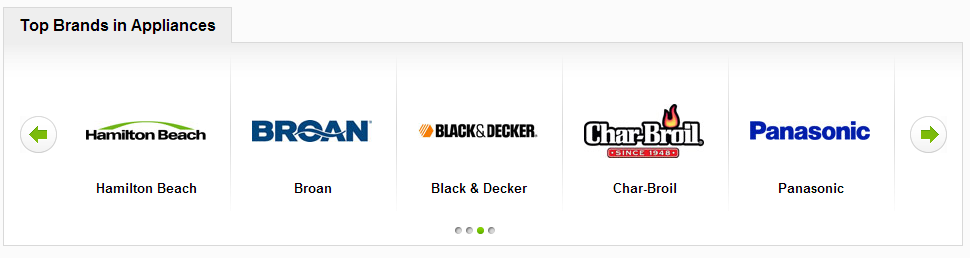 Top Brands in Appliances
Hamilton Beach
BROAN®
BLACK&DECKER®
Char-Broil®
• SINCE 1948 •
Panasonic
Hamilton Beach
Broan
Black & Decker
Char-Broil
Panasonic